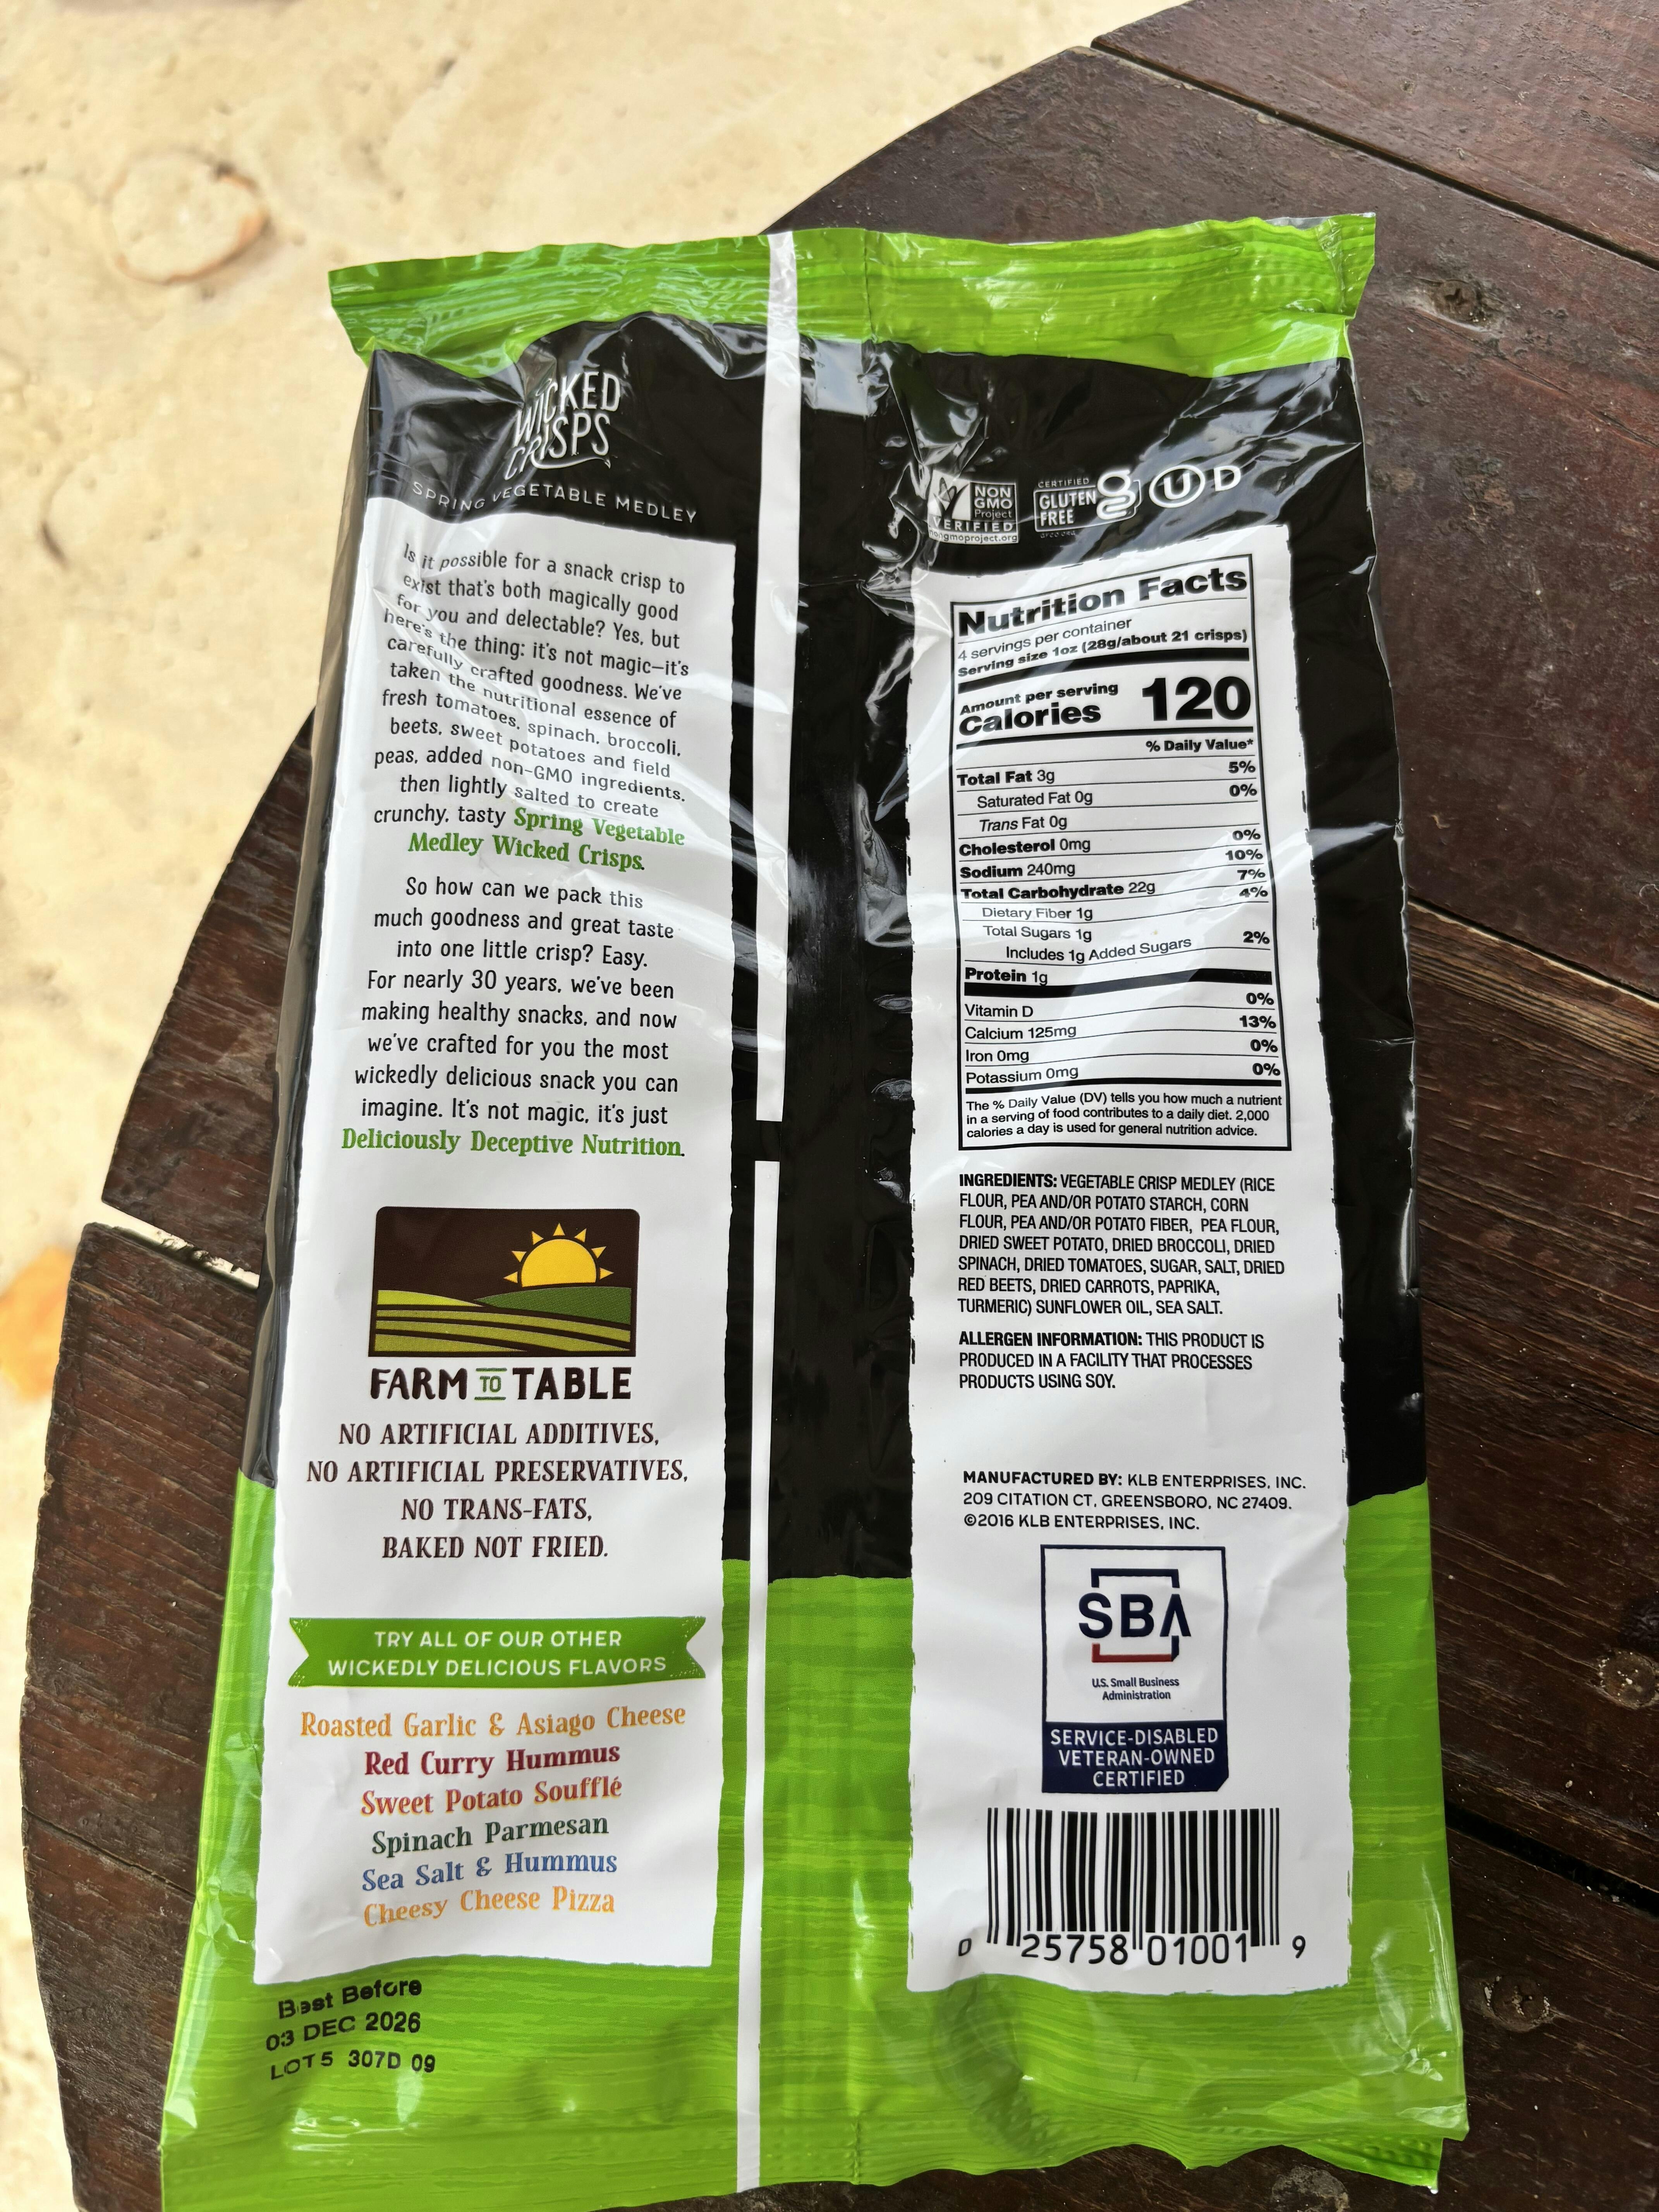 WICKED
CRISPS
SPRING VEGETABLE MEDLEY
Is it possible for a snack crisp to
exist that's both magically good
for you and delectable? Yes, but
here's the thing: it's not magic—it's
carefully crafted goodness. We've
taken the nutritional essence of
fresh tomatoes, spinach, broccoli,
beets, sweet potatoes and field
peas, added non-GMO ingredients,
then lightly salted to create
crunchy, tasty Spring Vegetable
Medley Wicked Crisps.
So how can we pack this
much goodness and great taste
into one little crisp? Easy.
For nearly 30 years, we've been
making healthy snacks, and now
we've crafted for you the most
wickedly delicious snack you can
imagine. It's not magic, it's just
Deliciously Deceptive Nutrition.
FARM TO TABLE
NO ARTIFICIAL ADDITIVES,
NO ARTIFICIAL PRESERVATIVES,
NO TRANS-FATS,
BAKED NOT FRIED.
TRY ALL OF OUR OTHER
WICKEDLY DELICIOUS FLAVORS
Roasted Garlic & Asiago Cheese
Red Curry Hummus
Sweet Potato Soufflé
Spinach Parmesan
Sea Salt & Hummus
Cheesy Cheese Pizza
Best Before
03 DEC 2026
LOT5 307D 09
NON
GMO
Project
VERIFIED
nongmoproject.org
CERTIFIED
GLUTEN
FREE
gfco.org
U D
Nutrition Facts
4 servings per container
Serving size 1oz (28g/about 21 crisps)
Amount per serving
Calories 120
% Daily Value*
Total Fat 3g 5%
Saturated Fat 0g 0%
Trans Fat 0g
Cholesterol 0mg 0%
Sodium 240mg 10%
Total Carbohydrate 22g 7%
Dietary Fiber 1g 4%
Total Sugars 1g
Includes 1g Added Sugars 2%
Protein 1g
Vitamin D 0%
Calcium 125mg 13%
Iron 0mg 0%
Potassium 0mg 0%
The % Daily Value (DV) tells you how much a nutrient
in a serving of food contributes to a daily diet. 2,000
calories a day is used for general nutrition advice.
INGREDIENTS: VEGETABLE CRISP MEDLEY (RICE
FLOUR, PEA AND/OR POTATO STARCH, CORN
FLOUR, PEA AND/OR POTATO FIBER, PEA FLOUR,
DRIED SWEET POTATO, DRIED BROCCOLI, DRIED
SPINACH, DRIED TOMATOES, SUGAR, SALT, DRIED
RED BEETS, DRIED CARROTS, PAPRIKA,
TURMERIC) SUNFLOWER OIL, SEA SALT.
ALLERGEN INFORMATION: THIS PRODUCT IS
PRODUCED IN A FACILITY THAT PROCESSES
PRODUCTS USING SOY.
MANUFACTURED BY: KLB ENTERPRISES, INC.
209 CITATION CT, GREENSBORO, NC 27409.
©2016 KLB ENTERPRISES, INC.
SBA
U.S. Small Business
Administration
SERVICE-DISABLED
VETERAN-OWNED
CERTIFIED
0 25758 01001 9